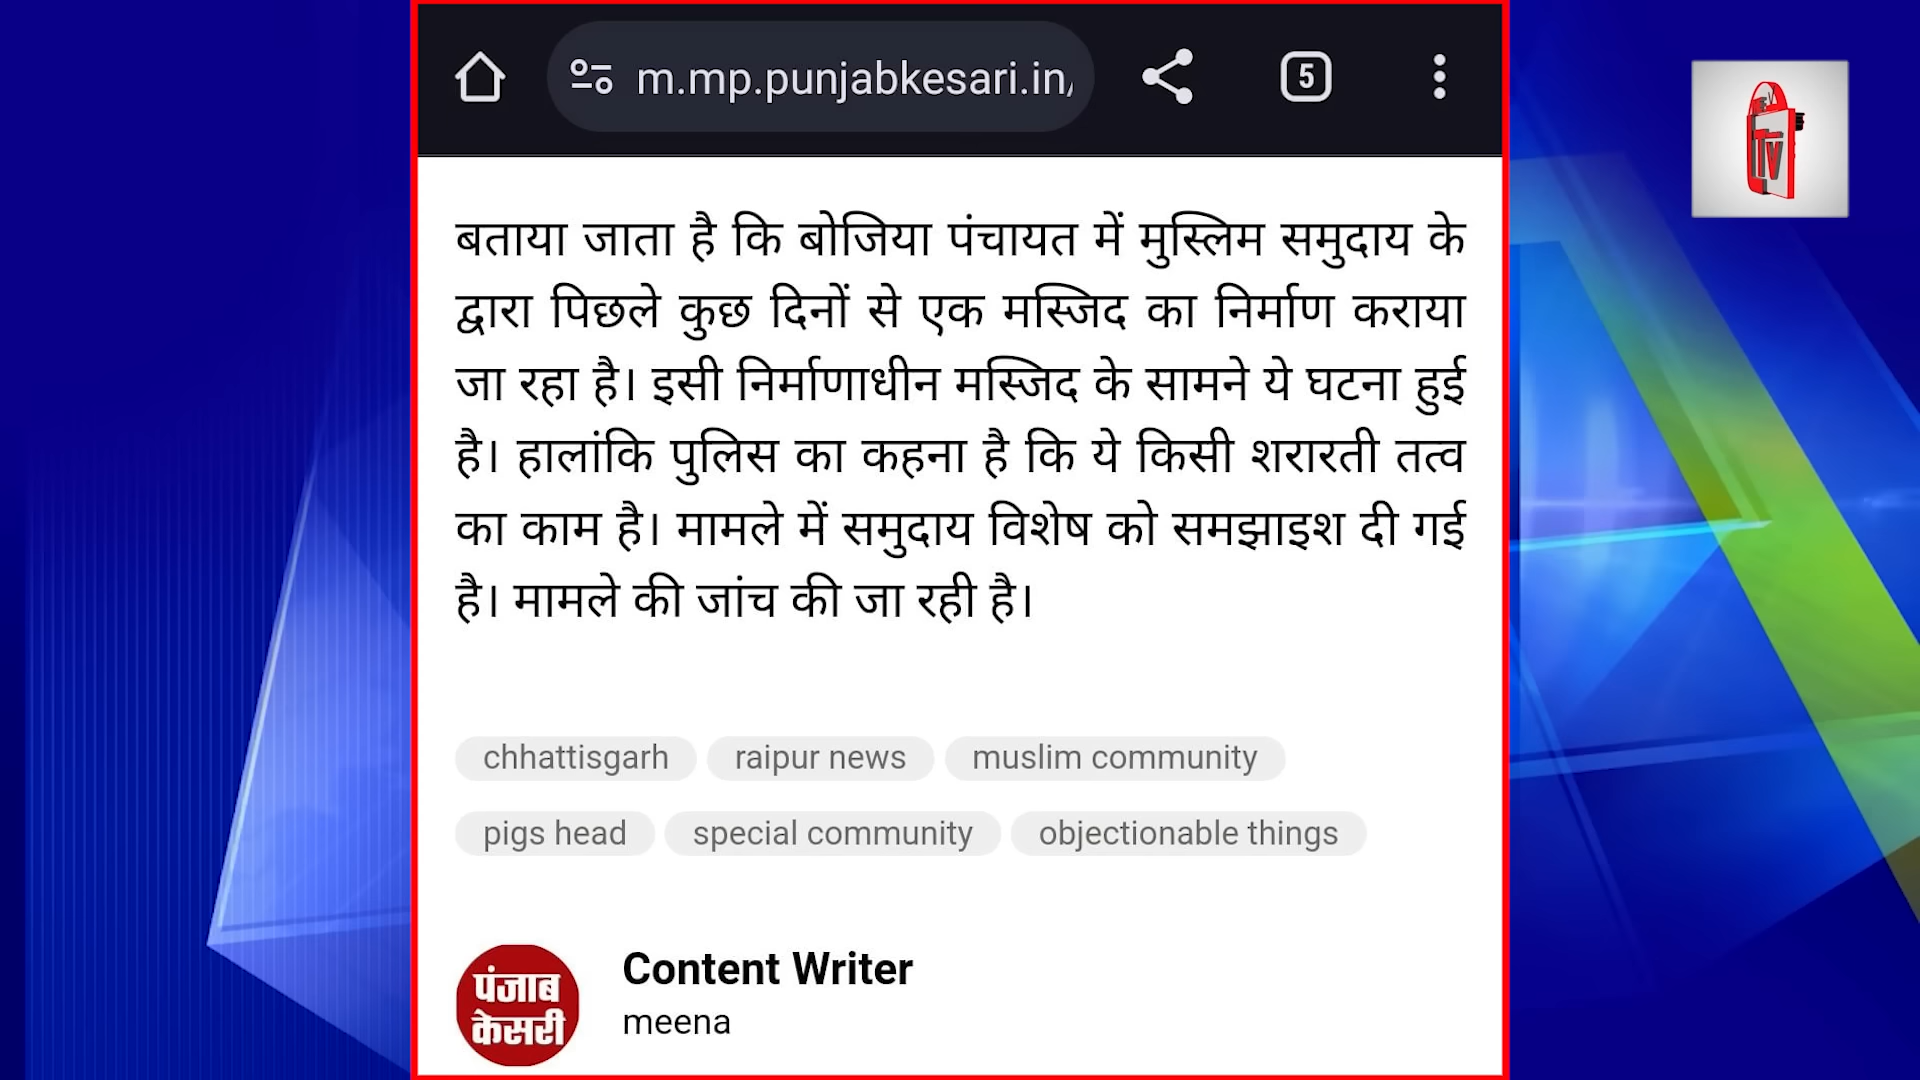 m.mp.punjabkesari.in/
5
TV
बताया जाता है कि बोजिया पंचायत में मुस्लिम समुदाय के
द्वारा पिछले कुछ दिनों से एक मस्जिद का निर्माण कराया
जा रहा है। इसी निर्माणाधीन मस्जिद के सामने ये घटना हुई
है। हालांकि पुलिस का कहना है कि ये किसी शरारती तत्व
का काम है। मामले में समुदाय विशेष को समझाइश दी गई
है। मामले की जांच की जा रही है।
chhattisgarh raipur news muslim community
pigs head special community objectionable things
पंजाब
केसरी
Content Writer
meena